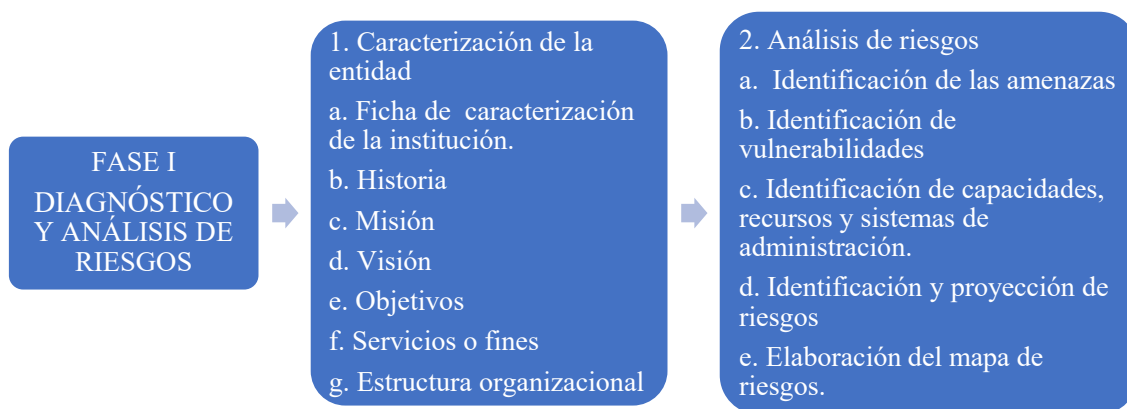 FASE I
DIAGNÓSTICO
Y ANÁLISIS DE
RIESGOS
1. Caracterización de la
entidad
a. Ficha de caracterización
de la institución.
b. Historia
c. Misión
d. Visión
e. Objetivos
f. Servicios o fines
g. Estructura organizacional
2. Análisis de riesgos
a. Identificación de las amenazas
b. Identificación de
vulnerabilidades
c. Identificación de capacidades,
recursos y sistemas de
administración.
d. Identificación y proyección de
riesgos
e. Elaboración del mapa de
riesgos.